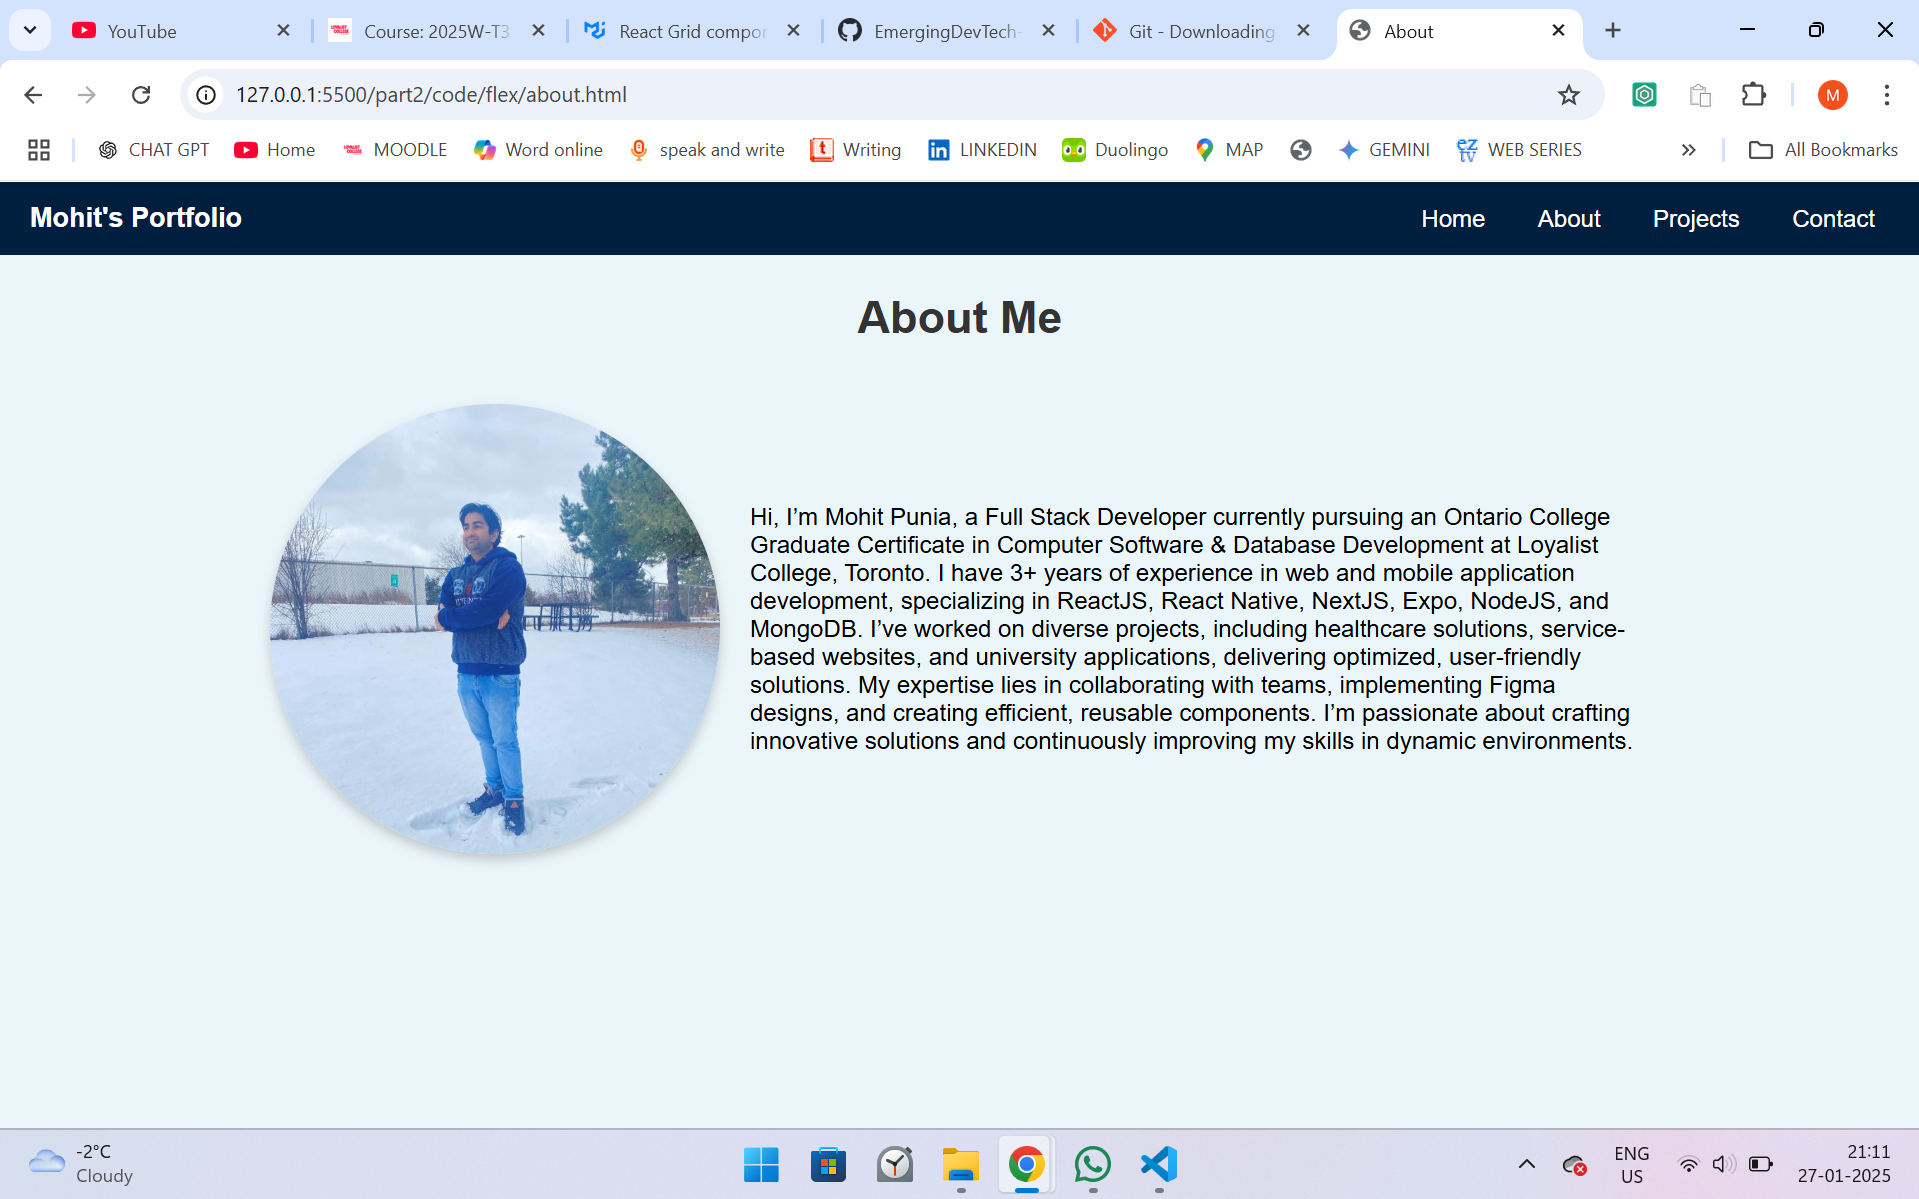 YouTube
Course: 2025W-T3
React Grid compor
EmergingDevTech-
Git - Downloading
About
127.0.0.1:5500/part2/code/flex/about.html
M
CHAT GPT
Home
MOODLE
Word online
speak and write
Writing
LINKEDIN
Duolingo
MAP
GEMINI
WEB SERIES
All Bookmarks
Mohit's Portfolio
Home
About
Projects
Contact
About Me
Hi, I’m Mohit Punia, a Full Stack Developer currently pursuing an Ontario College
Graduate Certificate in Computer Software & Database Development at Loyalist
College, Toronto. I have 3+ years of experience in web and mobile application
development, specializing in ReactJS, React Native, NextJS, Expo, NodeJS, and
MongoDB. I’ve worked on diverse projects, including healthcare solutions, service-
based websites, and university applications, delivering optimized, user-friendly
solutions. My expertise lies in collaborating with teams, implementing Figma
designs, and creating efficient, reusable components. I’m passionate about crafting
innovative solutions and continuously improving my skills in dynamic environments.
-2°C
Cloudy
ENG
US
21:11
27-01-2025